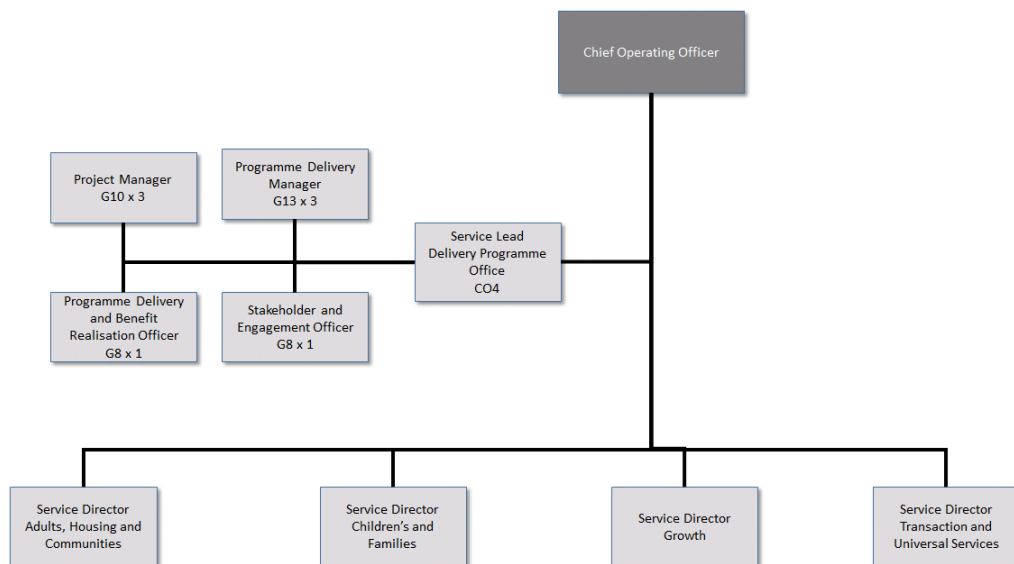 Chief Operating Officer
Project Manager
G10 x 3
Programme Delivery
Manager
G13 x 3
Service Lead
Delivery Programme
Office
CO4
Programme Delivery
and Benefit
Realisation Officer
G8 x 1
Stakeholder and
Engagement Officer
G8 x 1
Service Director
Adults, Housing and
Communities
Service Director
Children's and
Families
Service Director
Growth
Service Director
Transaction and
Universal Services